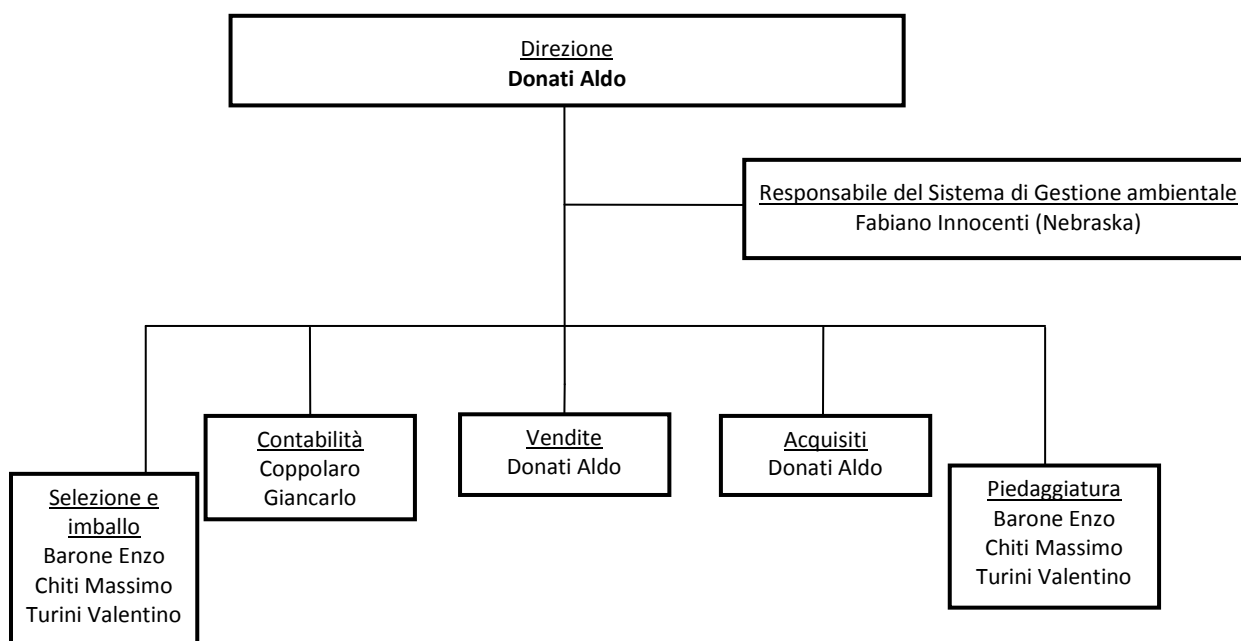 Direzione
Donati Aldo
Responsabile del Sistema di Gestione ambientale
Fabiano Innocenti (Nebraska)
Selezione e
imballo
Barone Enzo
Chiti Massimo
Turini Valentino
Contabilità
Coppolaro
Giancarlo
Vendite
Donati Aldo
Acquisiti
Donati Aldo
Piedaggiatura
Barone Enzo
Chiti Massimo
Turini Valentino